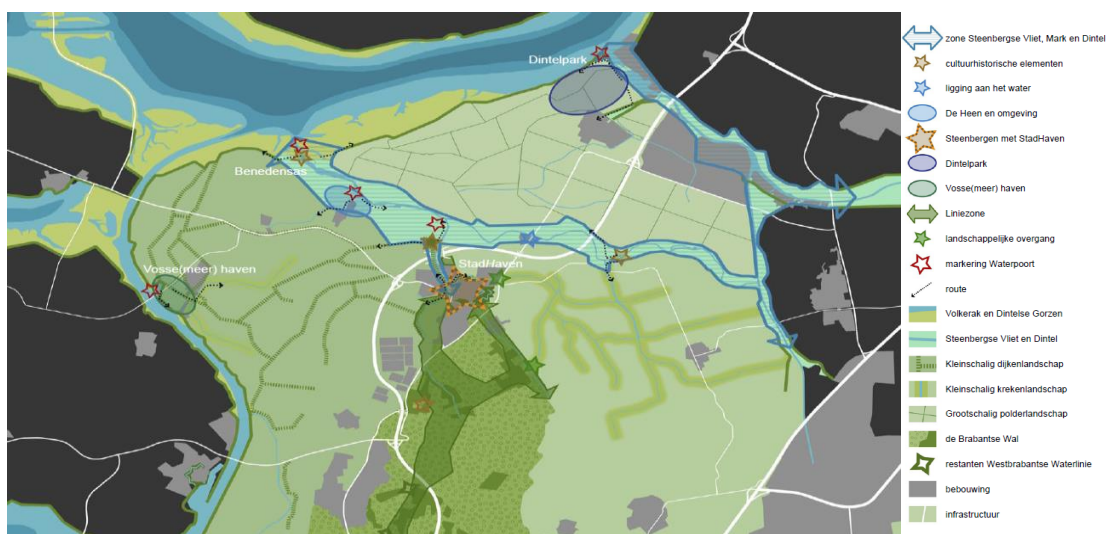 Dintelpark
Benedensas
StadHaven
Vosse(meer) haven
zone Steenbergse Vliet, Mark en Dintel
cultuurhistorische elementen
ligging aan het water
De Heen en omgeving
Steenbergen met StadHaven
Dintelpark
Vosse(meer) haven
Liniezone
landschappelijke overgang
markering Waterpoort
route
Volkerak en Dintelse Gorzen
Steenbergse Vliet en Dintel
Kleinschalig dijkenlandschap
Kleinschalig krekenlandschap
Grootschalig polderlandschap
de Brabantse Wal
restanten Westbrabantse Waterlinie
bebouwing
infrastructuur